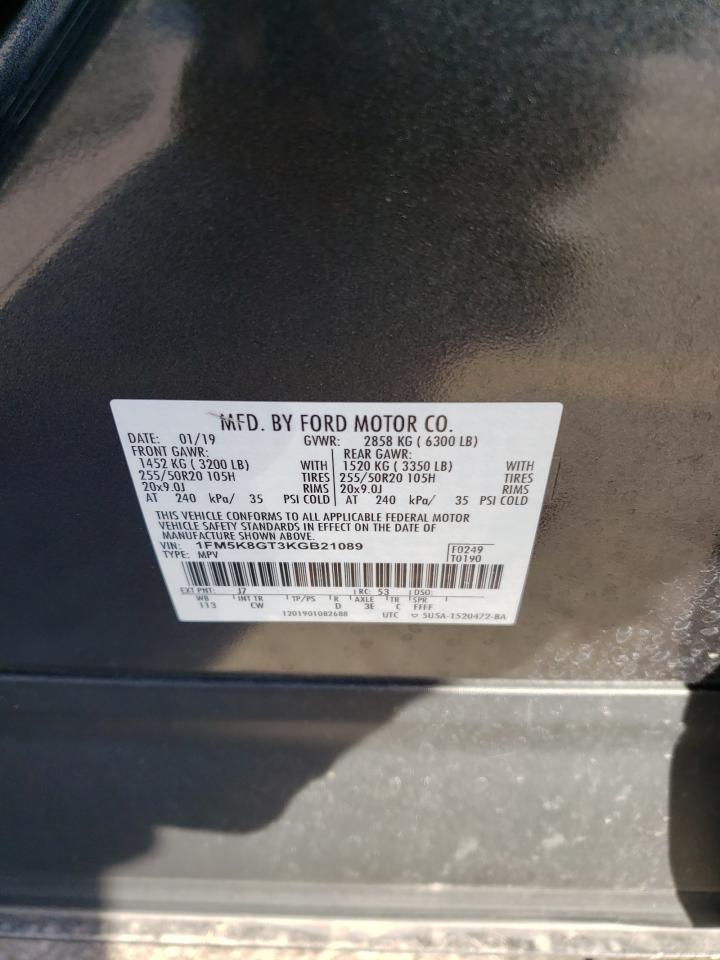 MFD. BY FORD MOTOR CO.
DATE: 01/19 GVWR: 2858 KG ( 6300 LB)
FRONT GAWR: REAR GAWR:
1452 KG ( 3200 LB) WITH 1520 KG ( 3350 LB) WITH
255/50R20 105H TIRES 255/50R20 105H TIRES
20x9.0J RIMS 20x9.0J RIMS
AT 240 kPa/ 35 PSI COLD AT 240 kPa/ 35 PSI COLD
THIS VEHICLE CONFORMS TO ALL APPLICABLE FEDERAL MOTOR
VEHICLE SAFETY STANDARDS IN EFFECT ON THE DATE OF
MANUFACTURE SHOWN ABOVE.
VIN: 1FM5K8GT3KGB21089 F0249
TYPE: MPV T0190
EXT PNT: J7 RC: 53 DSO:
WB INT TR TP/PS R AXLE TR SPR
113 CW D 3E C FFFF
1201901082688 UTC 5U5A-1520472-BA